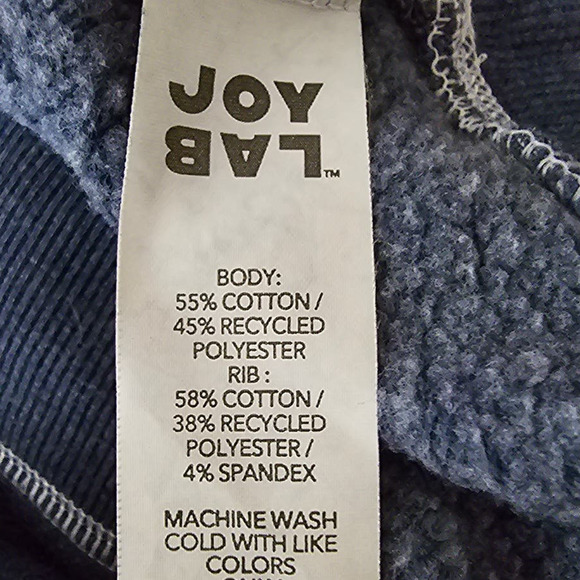 JOY
LAB™
BODY:
55% COTTON /
45% RECYCLED
POLYESTER
RIB :
58% COTTON /
38% RECYCLED
POLYESTER /
4% SPANDEX
MACHINE WASH
COLD WITH LIKE
COLORS